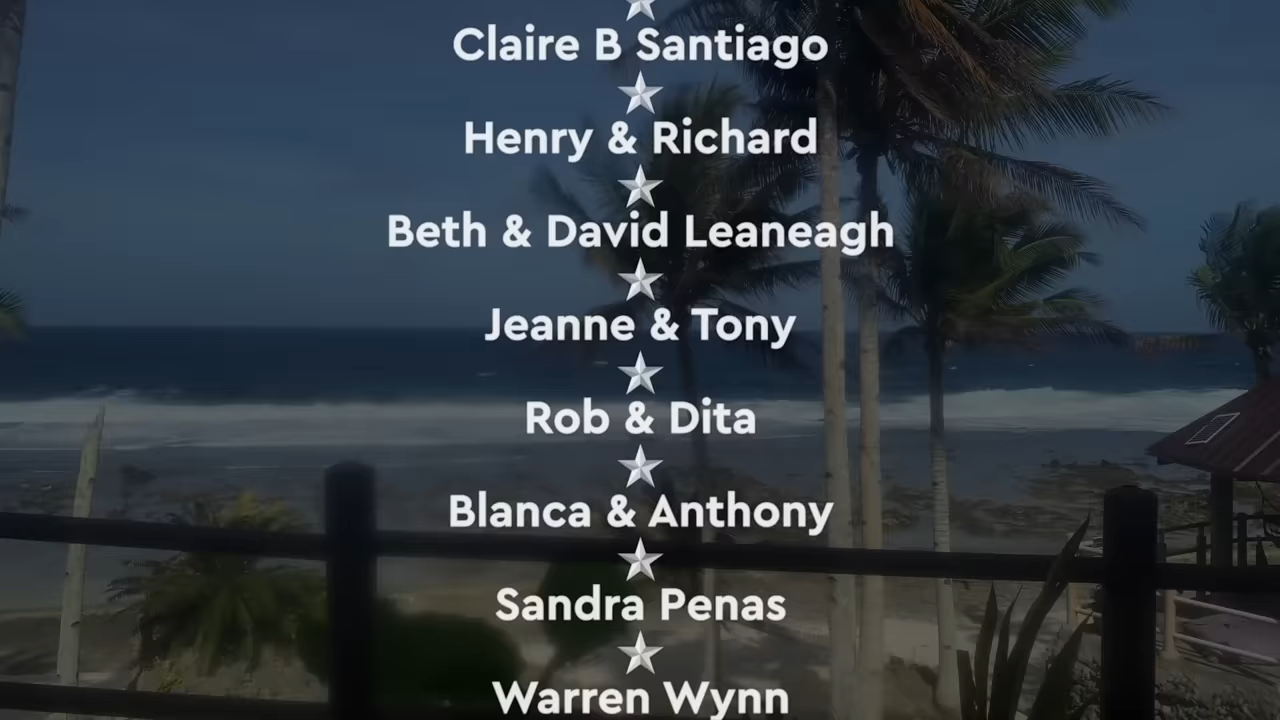 Claire B Santiago
Henry & Richard
Beth & David Leaneagh
Jeanne & Tony
Rob & Dita
Blanca & Anthony
Sandra Penas
Warren Wynn